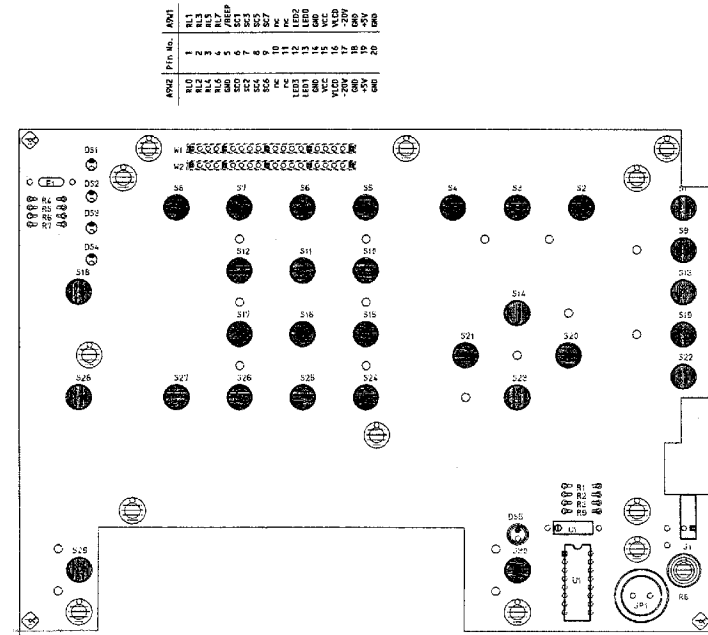 A9W2 Pin No. A9W1
RL0 1 RL1
RL2 2 RL3
RL4 3 RL5
RL6 4 RL7
GND 5 /BEEP
SC0 6 SC1
SC2 7 SC3
SC4 8 SC5
SC6 9 SC7
nc 10 nc
nc 11 nc
LED3 12 LED2
LED1 13 LED0
GND 14 GND
VCC 15 VCC
VLCD 16 VLCD
-20V 17 -20V
GND 18 GND
+5V 19 +5V
GND 20 GND
W1
W2
DS1
E1
DS2
R4
R5
R6
R7
DS3
DS4
S8 S7 S6 S5 S4 S3 S2
S9
S12 S11 S10
S18
S13
S14
S17 S16 S15
S19
S21 S20
S22
S27 S26 S25 S24 S23
R1
R2
R3
R9
DS5
C1
J1
U1
SP1
R8